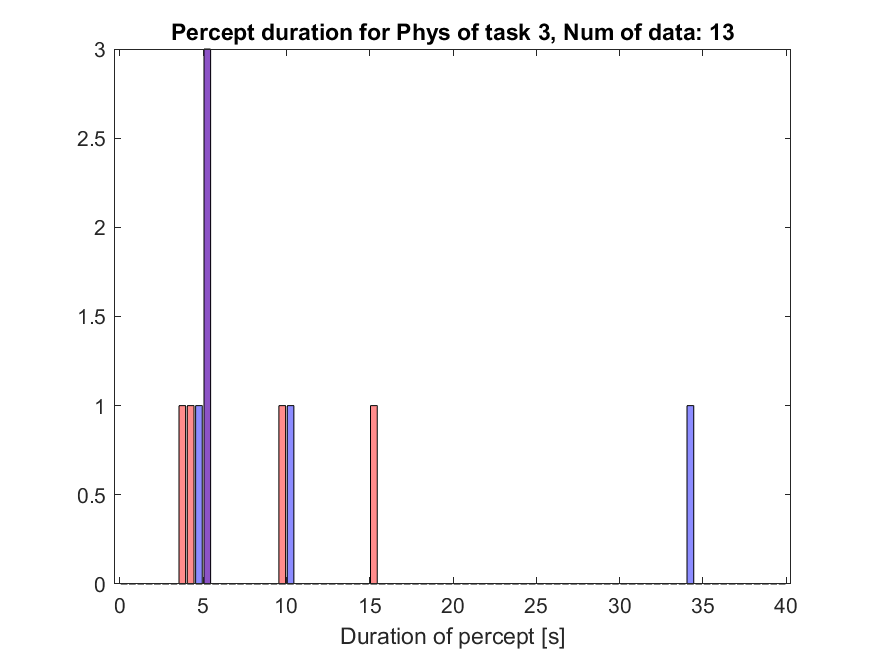 Percept duration for Phys of task 3, Num of data: 13
3
2.5
2
1.5
1
0.5
0
0 5 10 15 20 25 30 35 40
Duration of percept [s]